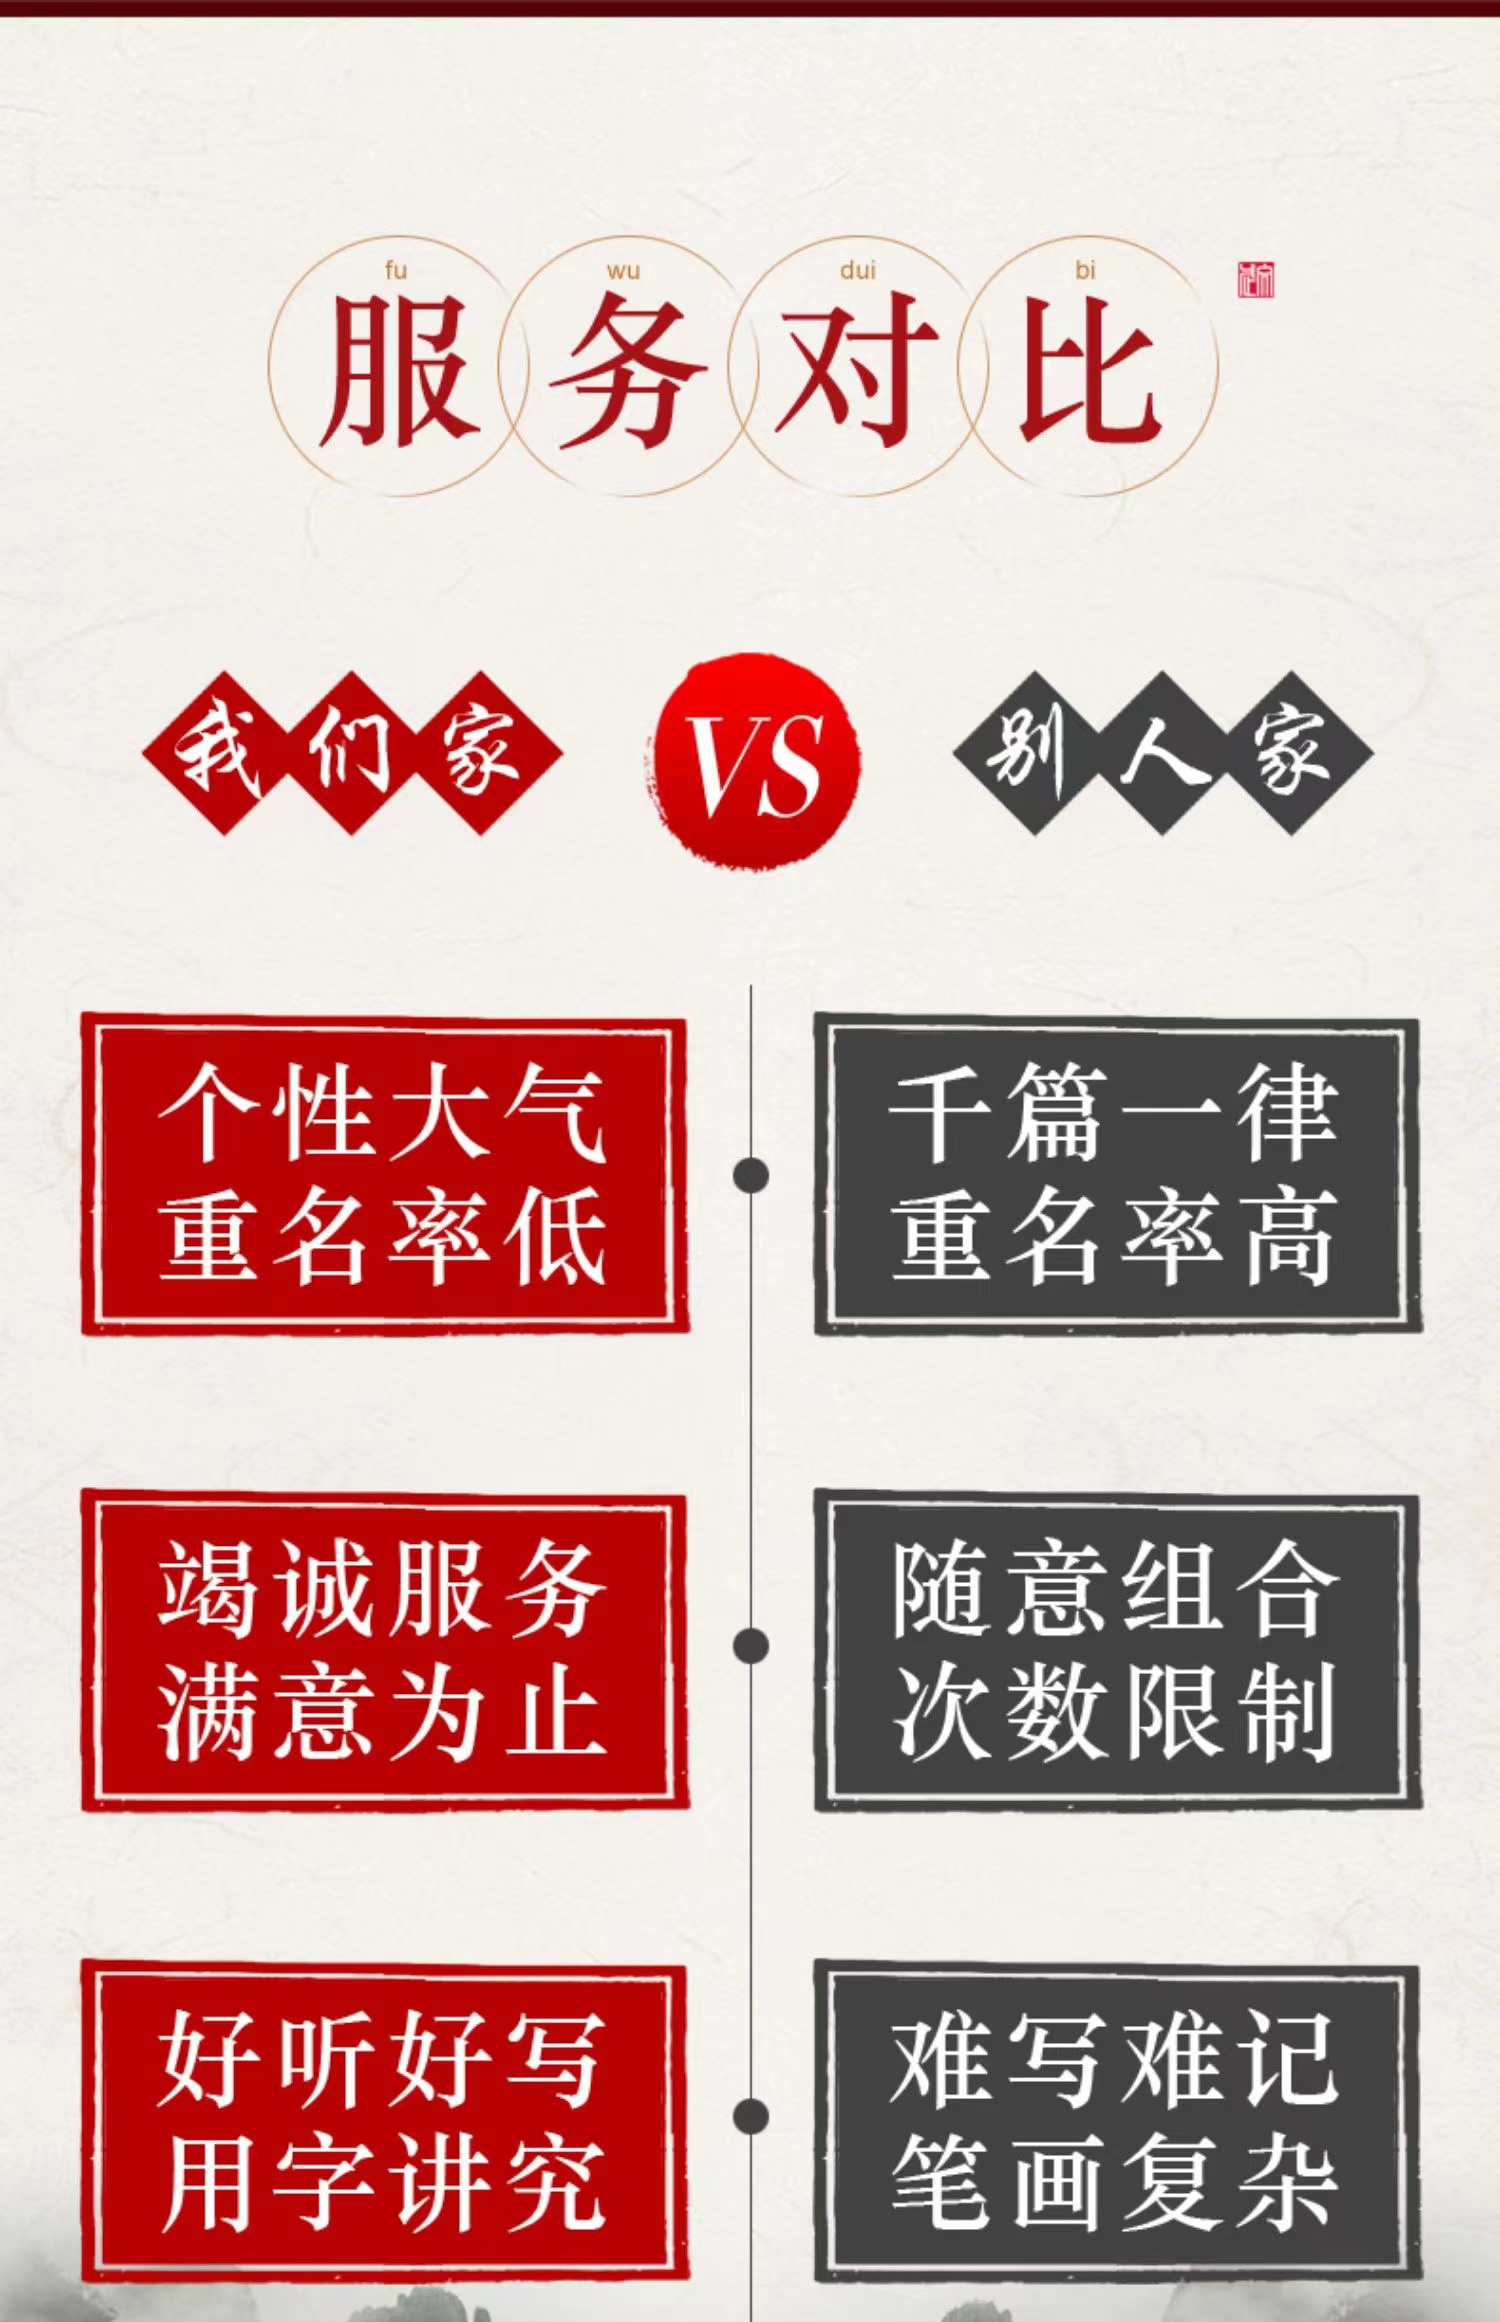 fu wu dui bi
服务对比
我们家 VS 别人家
个性大气
重名率低
千篇一律
重名率高
竭诚服务
满意为止
随意组合
次数限制
好听好写
用字讲究
难写难记
笔画复杂